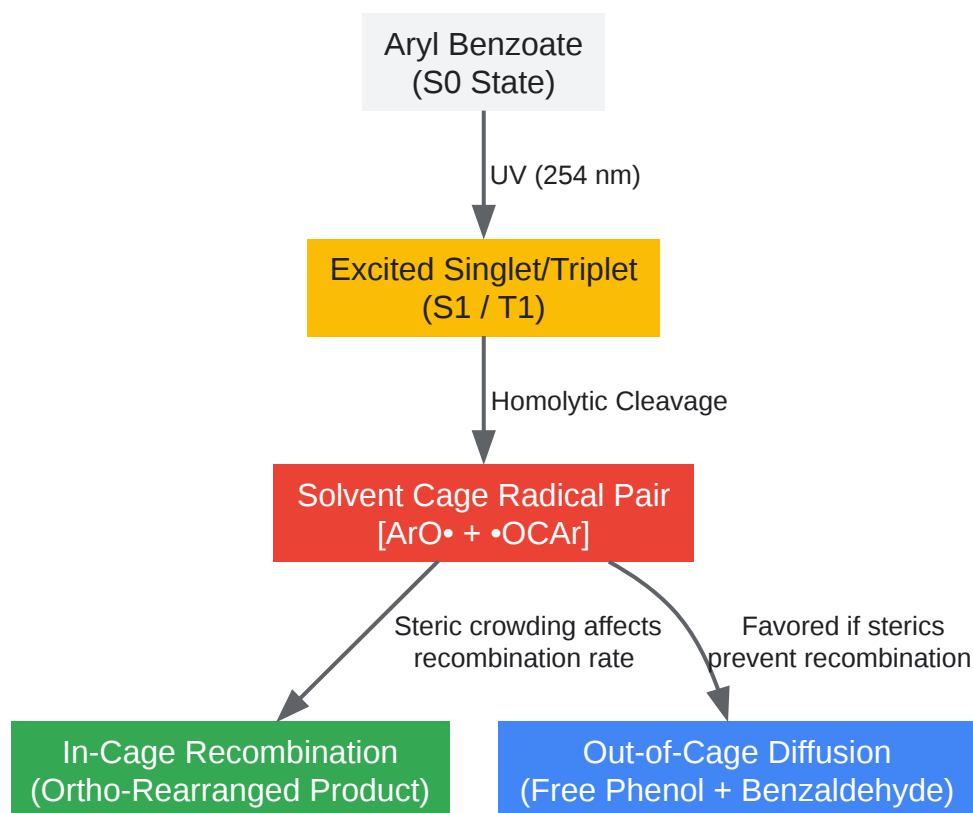 Aryl Benzoate
(S0 State)
UV (254 nm)
Excited Singlet/Triplet
(S1 / T1)
Homolytic Cleavage
Solvent Cage Radical Pair
[ArO• + •OCAr]
Steric crowding affects
recombination rate
Favored if sterics
prevent recombination
In-Cage Recombination
(Ortho-Rearranged Product)
Out-of-Cage Diffusion
(Free Phenol + Benzaldehyde)